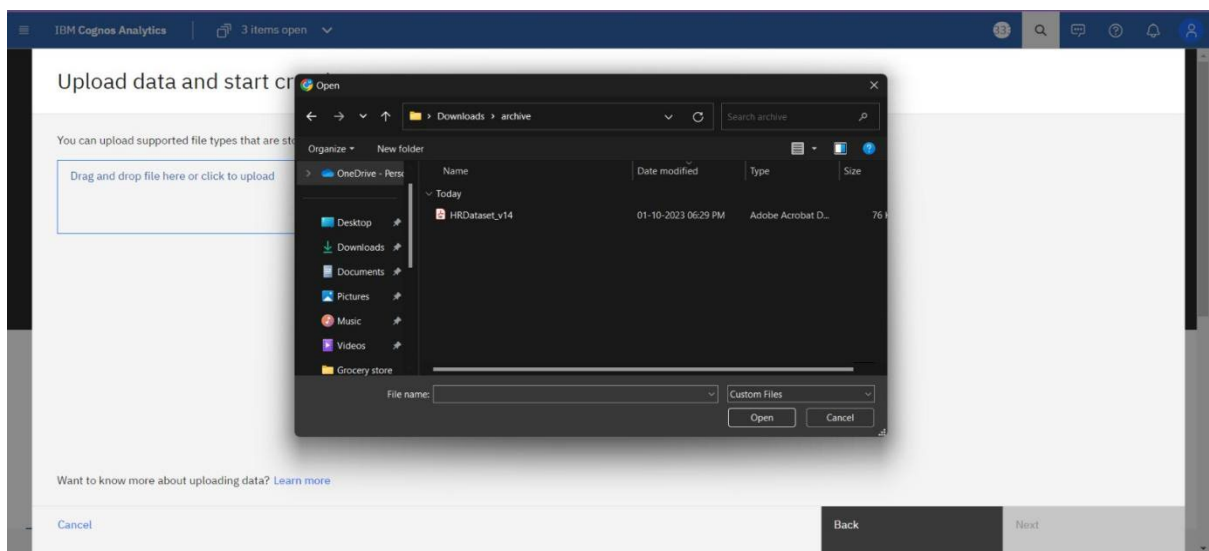 IBM Cognos Analytics 3 items open 33
Upload data and start cr
Open
Downloads > archive Search archive
You can upload supported file types that are sto
Organize New folder
Drag and drop file here or click to upload
OneDrive - Perso Name Date modified Type Size
Today
HRDataset_v14 01-10-2023 06:29 PM Adobe Acrobat D... 76 K
Desktop
Downloads
Documents
Pictures
Music
Videos
Grocery store
File name: Custom Files
Open Cancel
Want to know more about uploading data? Learn more
Cancel Back Next